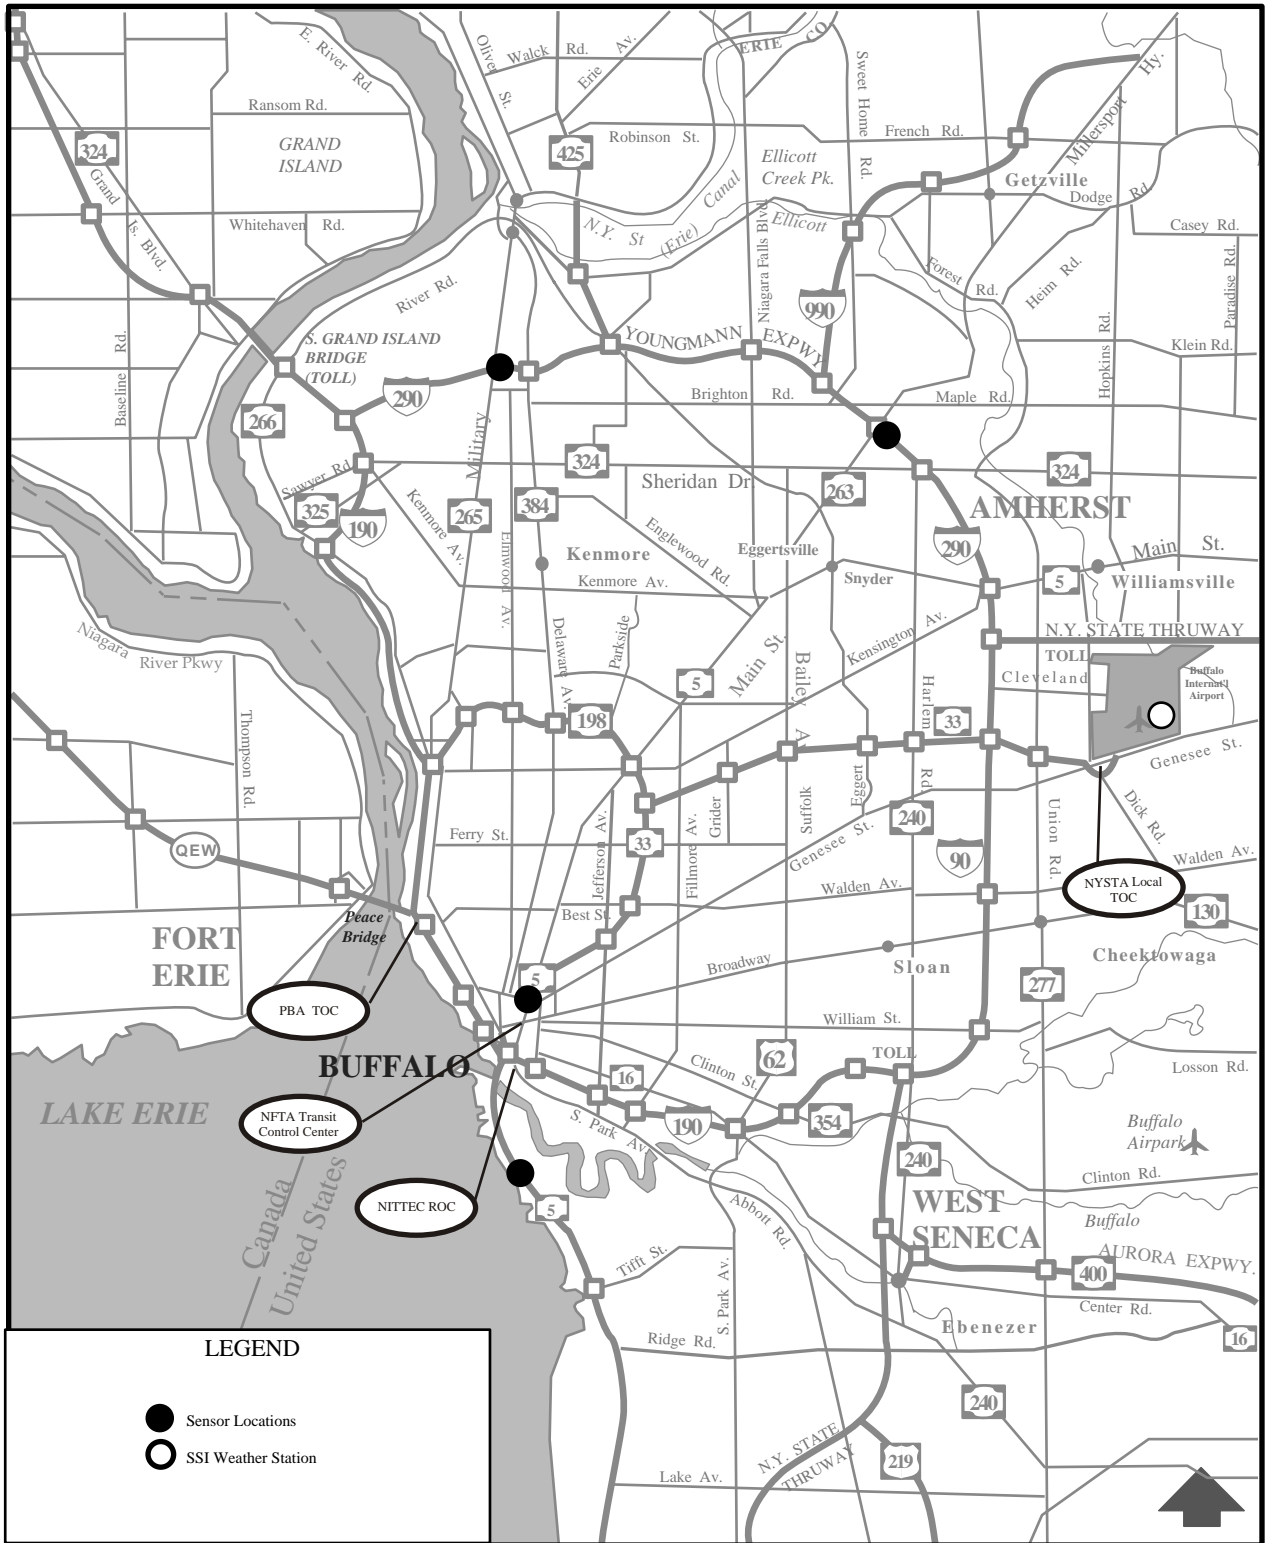 Oliver
St.
Walck Rd.
Erie Av.
ERIE CO.
Sweet Home Rd.
Millersport Hy.
E. River Rd.
Ransom Rd.
GRAND
ISLAND
324
Grand Is. Blvd.
425
Robinson St.
French Rd.
Ellicott
Creek Pk.
Getzville
Dodge Rd.
Whitehaven Rd.
N.Y. St (Erie) Canal
Niagara Falls Blvd.
Ellicott
Casey Rd.
Paradise Rd.
Forest Rd.
Heim Rd.
River Rd.
990
Baseline Rd.
S. GRAND ISLAND
BRIDGE
(TOLL)
YOUNGMANN EXPWY
Hopkins Rd.
Klein Rd.
290
Brighton Rd.
Maple Rd.
266
Military
324
Sheridan Dr.
263
324
Sawyer Rd.
325
190
Kenmore Av.
265
384
AMHERST
290
Elmwood Av.
Kenmore
Englewood Rd.
Eggertsville
Main St.
Snyder
5
Williamsville
Kenmore Av.
Niagara River Pkwy
Delaware Av.
Parkside
Main St.
Bailey Av
Kensington Av.
N.Y. STATE THRUWAY
TOLL
Cleveland
Buffalo
Internat'l
Airport
5
Harlem Rd.
33
198
Thompson Rd.
Genesee St.
Jefferson Av.
Fillmore Av.
Grider
Suffolk
Eggert
240
Union Rd.
Dick Rd.
QEW
Ferry St.
33
Genesee St.
90
Walden Av.
NYSTA Local
TOC
Walden Av.
130
Peace
Bridge
Best St.
FORT
ERIE
Broadway
Sloan
Cheektowaga
5
277
PBA TOC
William St.
BUFFALO
62
TOLL
Losson Rd.
Clinton St.
16
LAKE ERIE
NFTA Transit
Control Center
S. Park Av.
190
354
Buffalo
Airpark
240
Clinton Rd.
Canada
United States
NITTEC ROC
5
Abbott Rd.
WEST
SENECA
Buffalo
AURORA EXPWY.
400
Tifft St.
S. Park Av.
Center Rd.
Ebenezer
16
Ridge Rd.
LEGEND
Sensor Locations
SSI Weather Station
240
N.Y. STATE
THRUWAY
219
Lake Av.